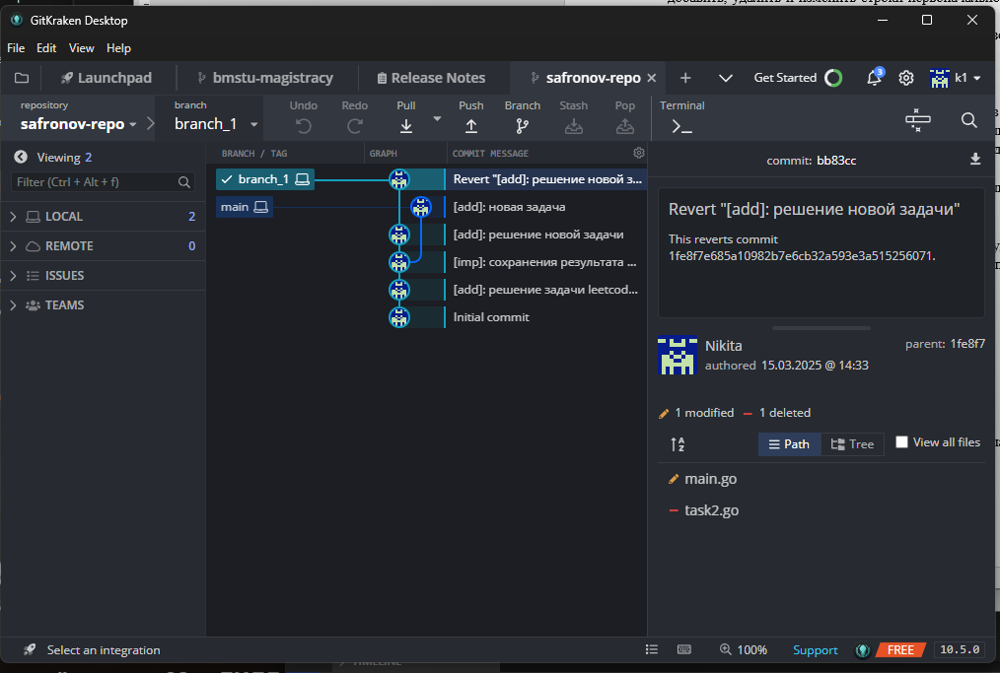 GitKraken Desktop
File Edit View Help
Launchpad
bmstu-magistracy
Release Notes
safronov-repo
Get Started
3
k1
repository
safronov-repo
branch
branch_1
Undo
Redo
Pull
Push
Branch
Stash
Pop
Terminal
Viewing 2
Filter (Ctrl + Alt + f)
LOCAL 2
REMOTE 0
ISSUES
TEAMS
BRANCH / TAG GRAPH COMMIT MESSAGE
branch_1 Revert "[add]: решение новой з...
main [add]: новая задача
[add]: решение новой задачи
[imp]: сохранения результата ...
[add]: решение задачи leetcod...
Initial commit
commit: bb83cc
Revert "[add]: решение новой задачи"
This reverts commit
1fe8f7e685a10982b7e6cb32a593e3a515256071.
Nikita
authored 15.03.2025 @ 14:33
parent: 1fe8f7
1 modified 1 deleted
Path Tree View all files
main.go
task2.go
Select an integration
100%
Support
FREE
10.5.0
TIMELINE